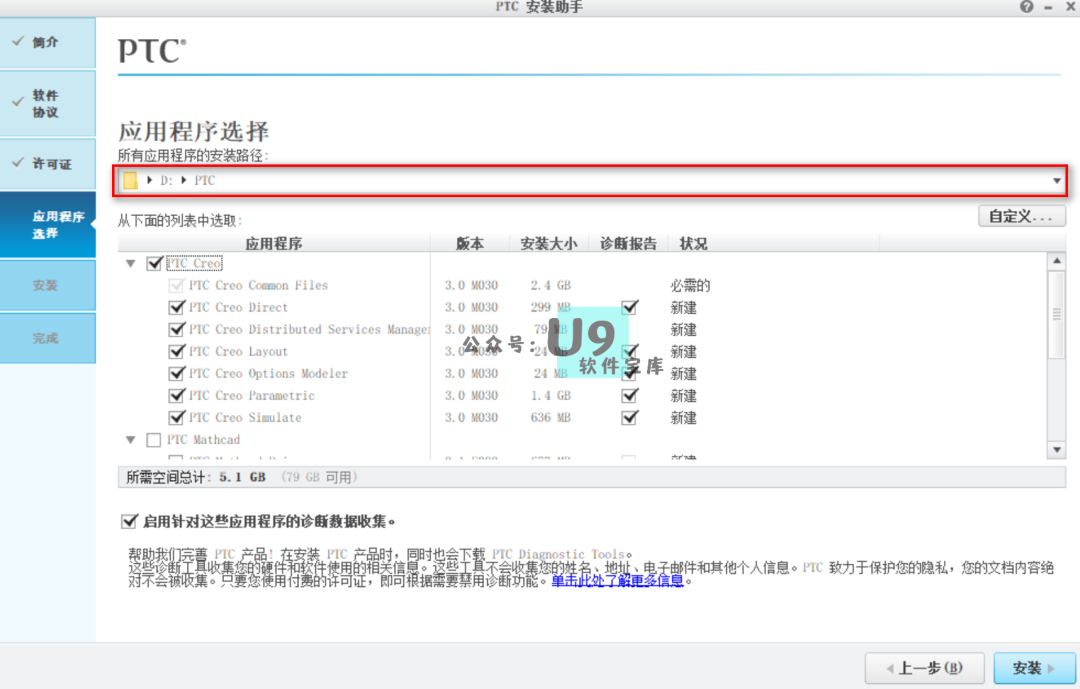 PTC 安装助手
简介
软件
协议
许可证
应用程序
选择
安装
完成
PTC®
应用程序选择
所有应用程序的安装路径:
D: PTC
从下面的列表中选取:
自定义...
应用程序 版本 安装大小 诊断报告 状况
PTC Creo
PTC Creo Common Files 3.0 M030 2.4 GB 必需的
PTC Creo Direct 3.0 M030 299 MB 新建
PTC Creo Distributed Services Manager 3.0 M030 79 MB 新建
PTC Creo Layout 3.0 M030 24 MB 新建
PTC Creo Options Modeler 3.0 M030 24 MB 新建
PTC Creo Parametric 3.0 M030 1.4 GB 新建
PTC Creo Simulate 3.0 M030 636 MB 新建
公众号:U9
软件宝库
PTC Mathcad
所需空间总计: 5.1 GB (79 GB 可用)
启用针对这些应用程序的诊断数据收集。
帮助我们完善 PTC 产品! 在安装 PTC 产品时，同时也会下载 PTC Diagnostic Tools。
这些诊断工具收集您的硬件和软件使用的相关信息。这些工具不会收集您的姓名、地址、电子邮件和其他个人信息。PTC 致力于保护您的隐私，您的文档内容绝
对不会被收集。只要您使用付费的许可证，即可根据需要禁用诊断功能。单击此处了解更多信息。
上一步(B)
安装